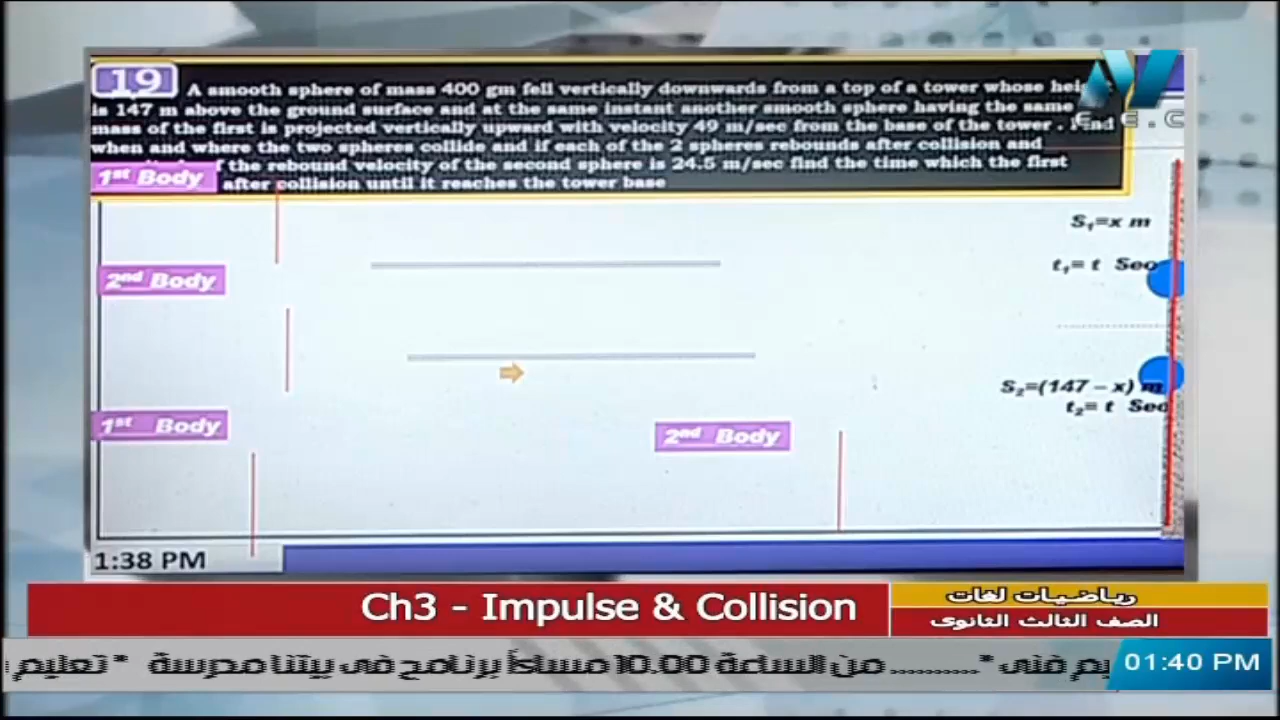 19
A smooth sphere of mass 400 gm fell vertically downwards from a top of a tower whose
is 147 m above the ground surface and at the same instant another smooth sphere having the same
mass of the first is projected vertically upward with velocity 49 m/sec from the base of the tower .
when and where the two spheres collide and if each of the 2 spheres rebounds after collision and
the rebound velocity of the second sphere is 24.5 m/sec find the time which the first
after collision until it reaches the tower base
1st Body
S₁=x m
t₁= t Sec
2nd Body
S₂=(147 – x) m
t₂= t Sec
1st Body
2nd Body
1:38 PM
Ch3 - Impulse & Collision
رياضيات لغات
الصف الثالث الثانوى
فنى "......... من الساعة 10.00 مساءاً برنامج فى بيتنا مدرسة " تعليم
01:40 PM